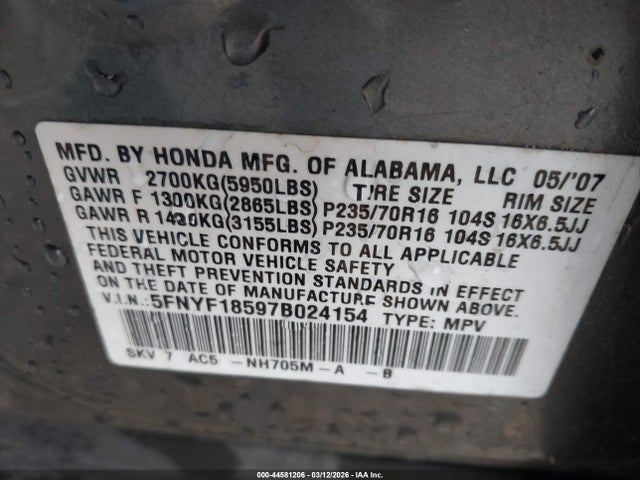 MFD. BY HONDA MFG. OF ALABAMA, LLC 05/'07
GVWR 2700KG(5950LBS) TIRE SIZE RIM SIZE
GAWR F 1300KG(2865LBS) P235/70R16 104S 16X6.5JJ
GAWR R 1430KG(3155LBS) P235/70R16 104S 16X6.5JJ
THIS VEHICLE CONFORMS TO ALL APPLICABLE
FEDERAL MOTOR VEHICLE SAFETY
AND THEFT PREVENTION STANDARDS IN EFFECT
ON THE DATE OF MANUFACTURE SHOWN ABOVE.
V.I.N.: 5FNYF18597B024154 TYPE: MPV
SKV 7 AC5 -NH705M-A -B
000-44581206 - 03/12/2026 - IAA Inc.